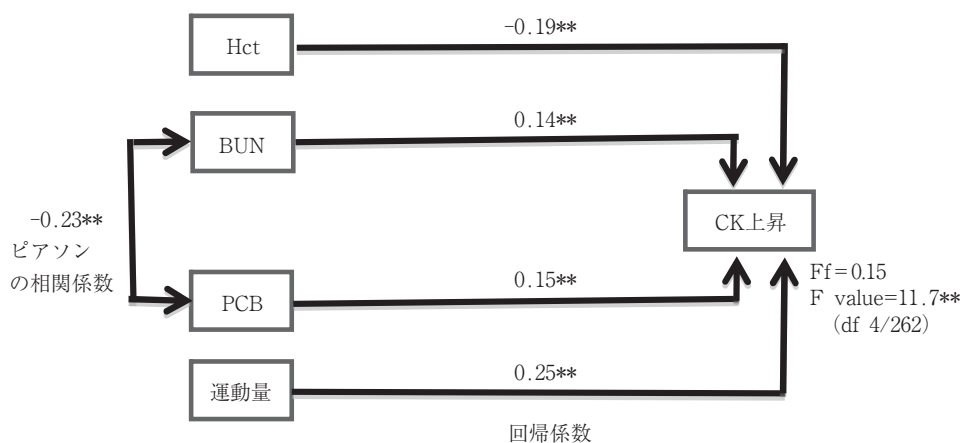 -0.19**
Hct
0.14**
BUN
-0.23**
ピアソン
の相関係数
CK上昇
0.15**
PCB
Ff=0.15
F value=11.7**
(df 4/262)
0.25**
運動量
回帰係数